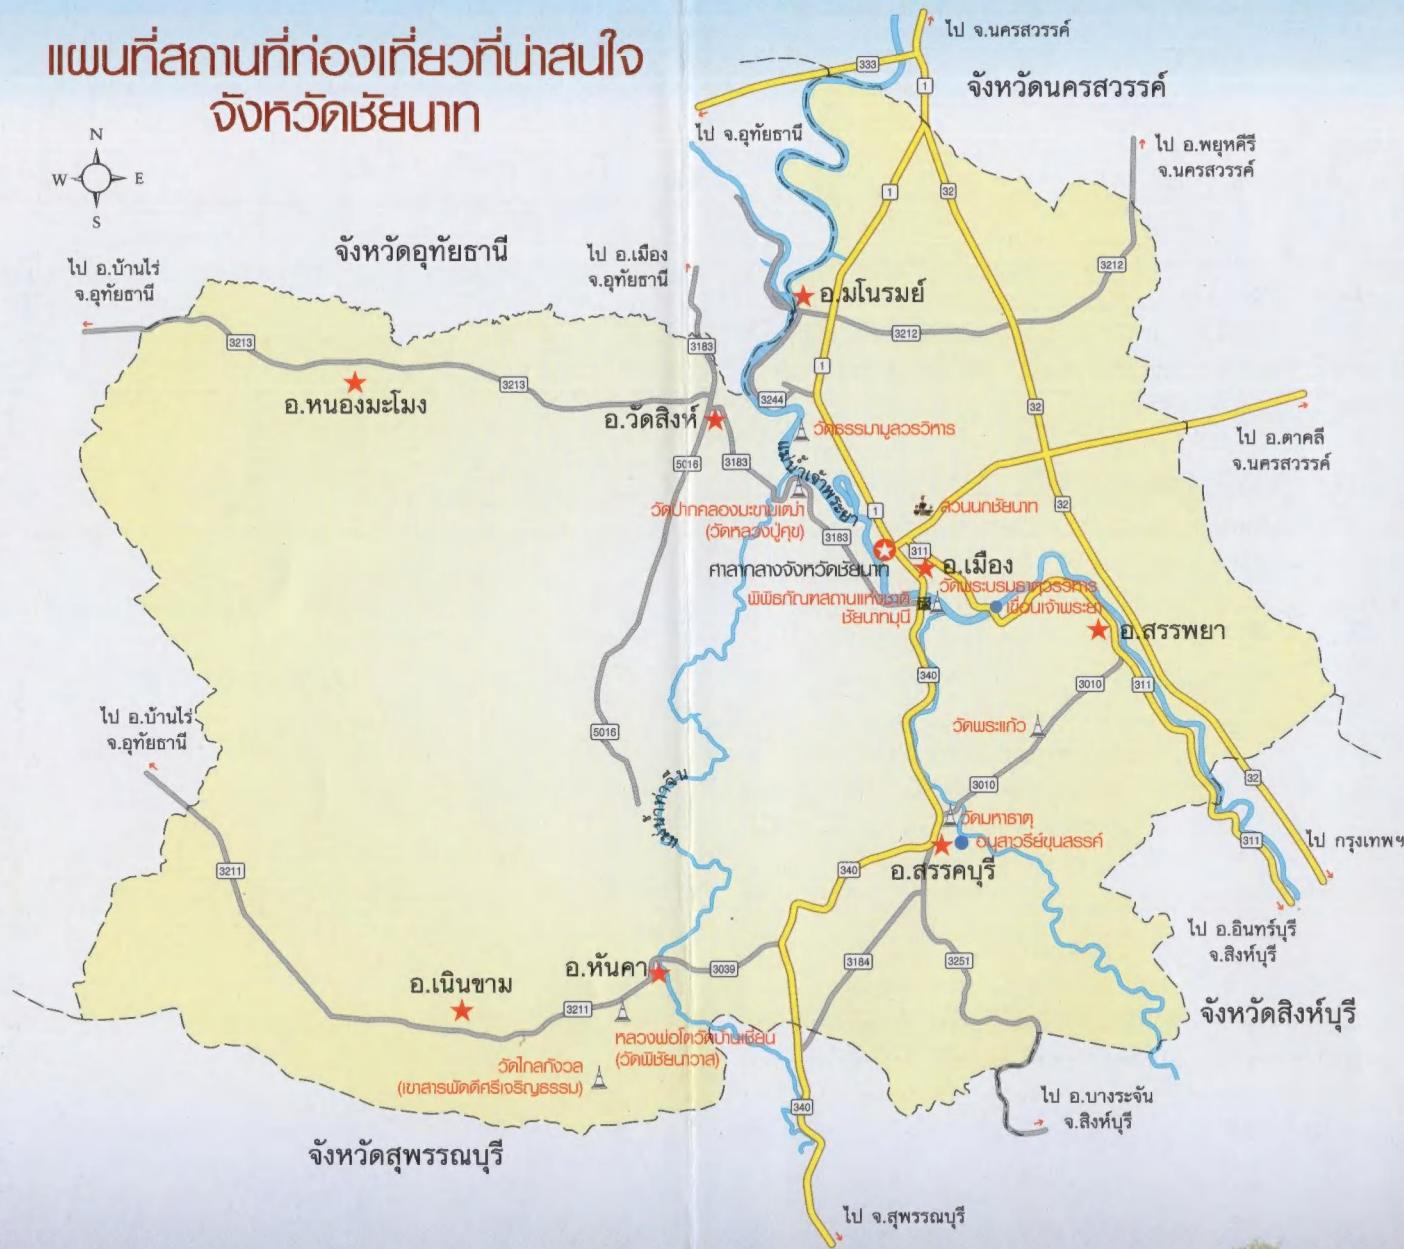 แผนที่สถานที่ท่องเที่ยวที่น่าสนใจ
จังหวัดชัยนาท
N
W E
S
ไป จ.นครสวรรค์
333
จังหวัดนครสวรรค์
1
ไป จ.อุทัยธานี
ไป อ.พยุหคีรี
จ.นครสวรรค์
1
32
จังหวัดอุทัยธานี
ไป อ.เมือง
จ.อุทัยธานี
ไป อ.บ้านไร่
จ.อุทัยธานี
3212
อ.มโนรมย์
3213
3183
3212
1
3213
อ.หนองมะโมง
3244
32
อ.วัดสิงห์
วัดธรรมามูลวรวิหาร
ไป อ.ตาคลี
จ.นครสวรรค์
5016
3183
แม่น้ำเจ้าพระยา
วัดปากคลองมะขามเฒ่า
(วัดหลวงปู่ศุข)
1
สวนนกชัยนาท
32
3183
311
ศาลากลางจังหวัดชัยนาท
อ.เมือง
วัดพระบรมธาตุวรวิหาร
พิพิธภัณฑสถานแห่งชาติ
ชัยนาทมุนี
เขื่อนเจ้าพระยา
อ.สรรพยา
340
3010
311
ไป อ.บ้านไร่
จ.อุทัยธานี
5016
วัดพระแก้ว
แม่น้ำท่าจีน
3010
32
วัดมหาธาตุ
อนุสาวรีย์ขุนสรรค์
311
ไป กรุงเทพฯ
3211
340
อ.สรรคบุรี
ไป อ.อินทร์บุรี
จ.สิงห์บุรี
อ.หันคา
3039
3184
3251
อ.เนินขาม
3211
จังหวัดสิงห์บุรี
หลวงพ่อโตวัดบ้านเชี่ยน
(วัดพิชัยนาวาส)
วัดไกลกังวล
(เขาสารพัดดีศรีเจริญธรรม)
340
ไป อ.บางระจัน
จ.สิงห์บุรี
จังหวัดสุพรรณบุรี
ไป จ.สุพรรณบุรี